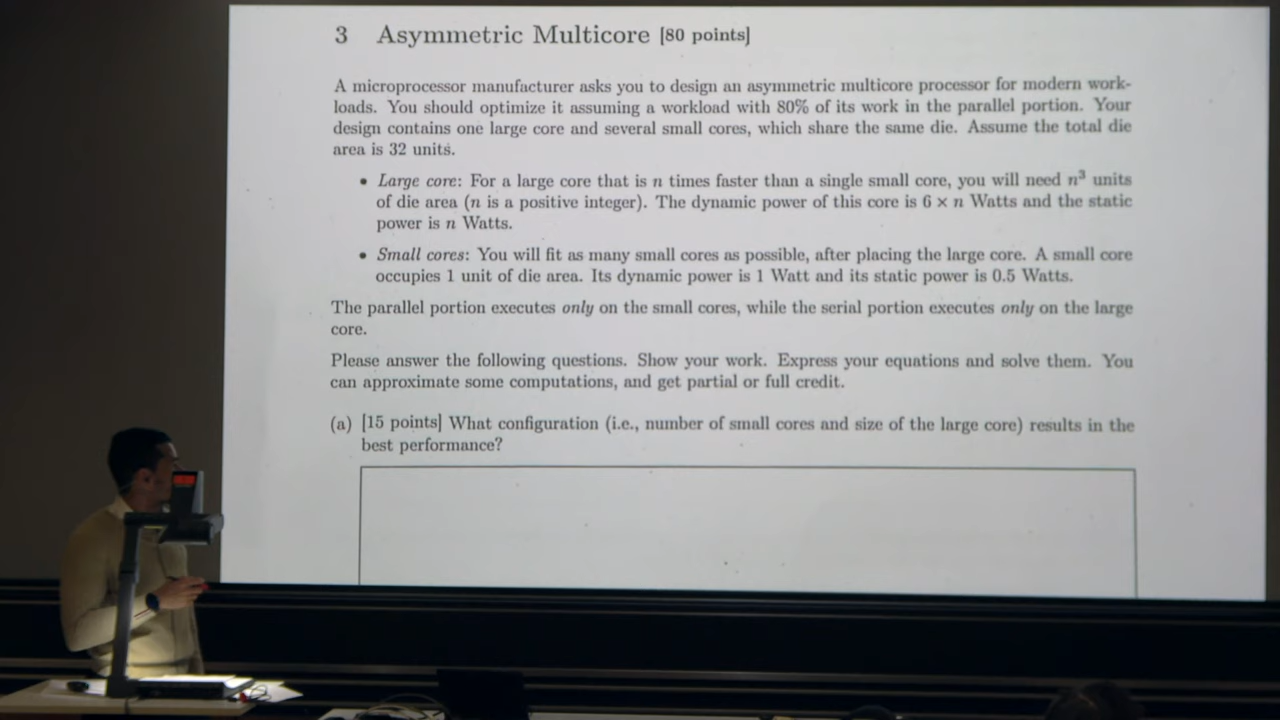 3 Asymmetric Multicore [80 points]
A microprocessor manufacturer asks you to design an asymmetric multicore processor for modern work-
loads. You should optimize it assuming a workload with 80% of its work in the parallel portion. Your
design contains one large core and several small cores, which share the same die. Assume the total die
area is 32 units.
• Large core: For a large core that is n times faster than a single small core, you will need n³ units
of die area (n is a positive integer). The dynamic power of this core is 6 × n Watts and the static
power is n Watts.
• Small cores: You will fit as many small cores as possible, after placing the large core. A small core
occupies 1 unit of die area. Its dynamic power is 1 Watt and its static power is 0.5 Watts.
The parallel portion executes only on the small cores, while the serial portion executes only on the large
core.
Please answer the following questions. Show your work. Express your equations and solve them. You
can approximate some computations, and get partial or full credit.
(a) [15 points] What configuration (i.e., number of small cores and size of the large core) results in the
best performance?